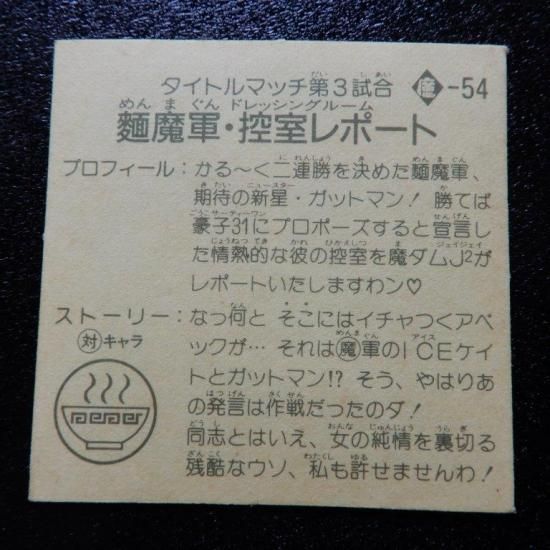 タイトルマッチ第3試合 魔-54
麵魔軍・控室レポート
プロフィール：かる〜く二連勝を決めた麵魔軍、
期待の新星・ガットマン！ 勝てば
豪子31にプロポーズすると宣言し
た情熱的な彼の控室を魔ダムJ²が
レポートいたしますわン♡
ストーリー：なっ何と そこにはイチャつくアベ
対キャラ
ックが… それは魔軍のICEケイ
トとガットマン!? そう、やはりあ
の発言は作戦だったのダ！
同志とはいえ、女の純情を裏切る
残酷なウソ、私も許せませんわ！